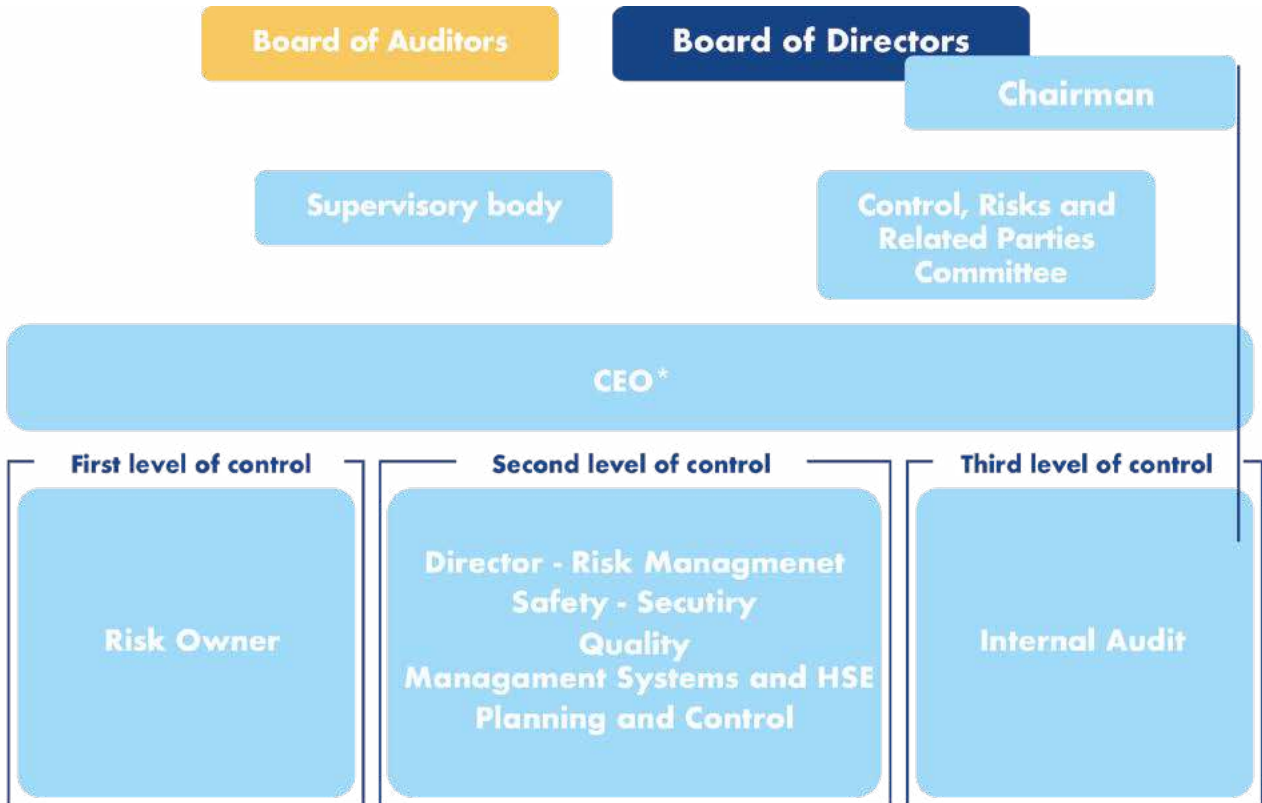 Board of Auditors
Board of Directors
Chairman
Supervisory body
Control, Risks and
Related Parties
Committee
CEO*
First level of control
Second level of control
Third level of control
Risk Owner
Director - Risk Managmenet
Safety - Secutiry
Quality
Managament Systems and HSE
Planning and Control
Internal Audit